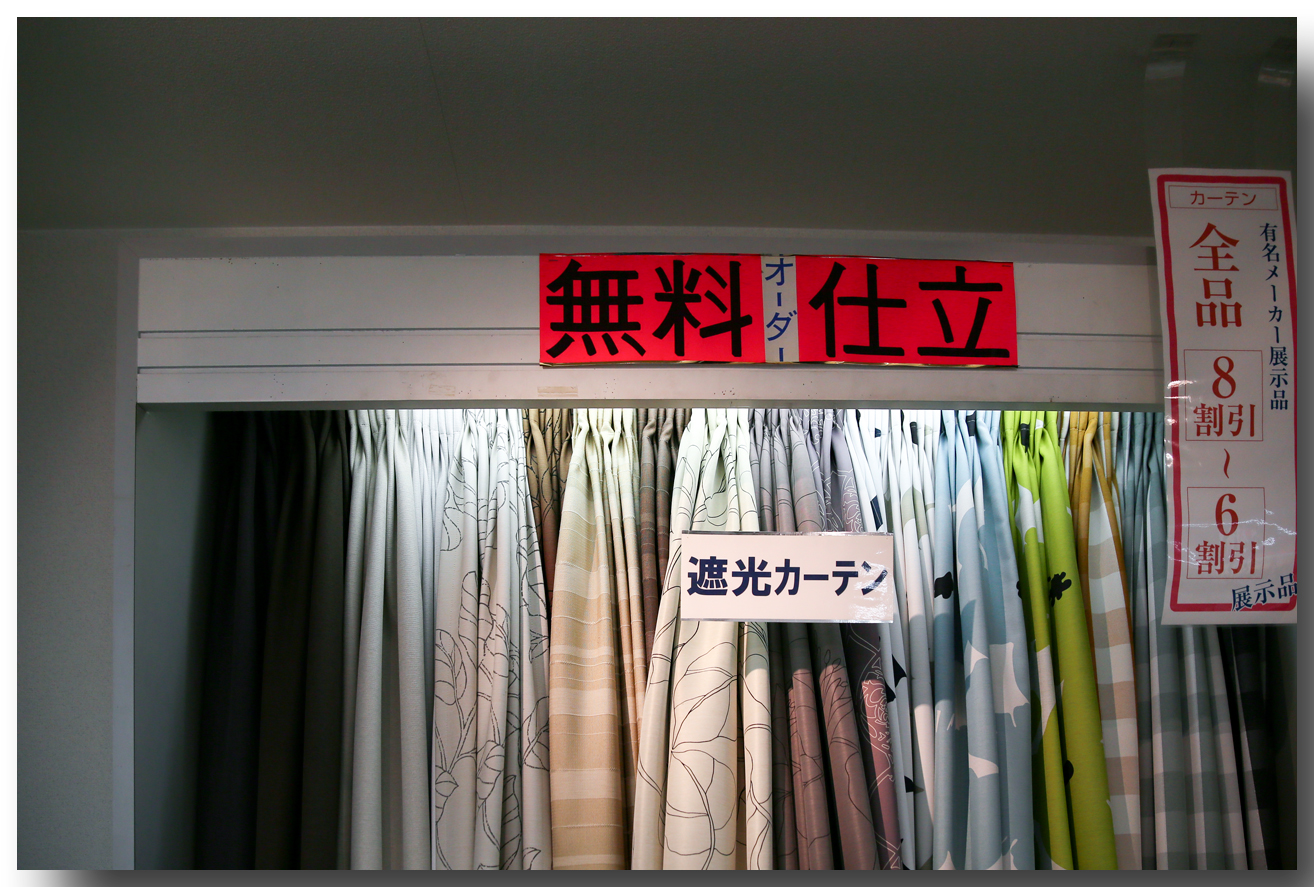 無料オーダー仕立
遮光カーテン
カーテン
有名メーカー展示品
全品
8
割引
〜
6
割引
展示品